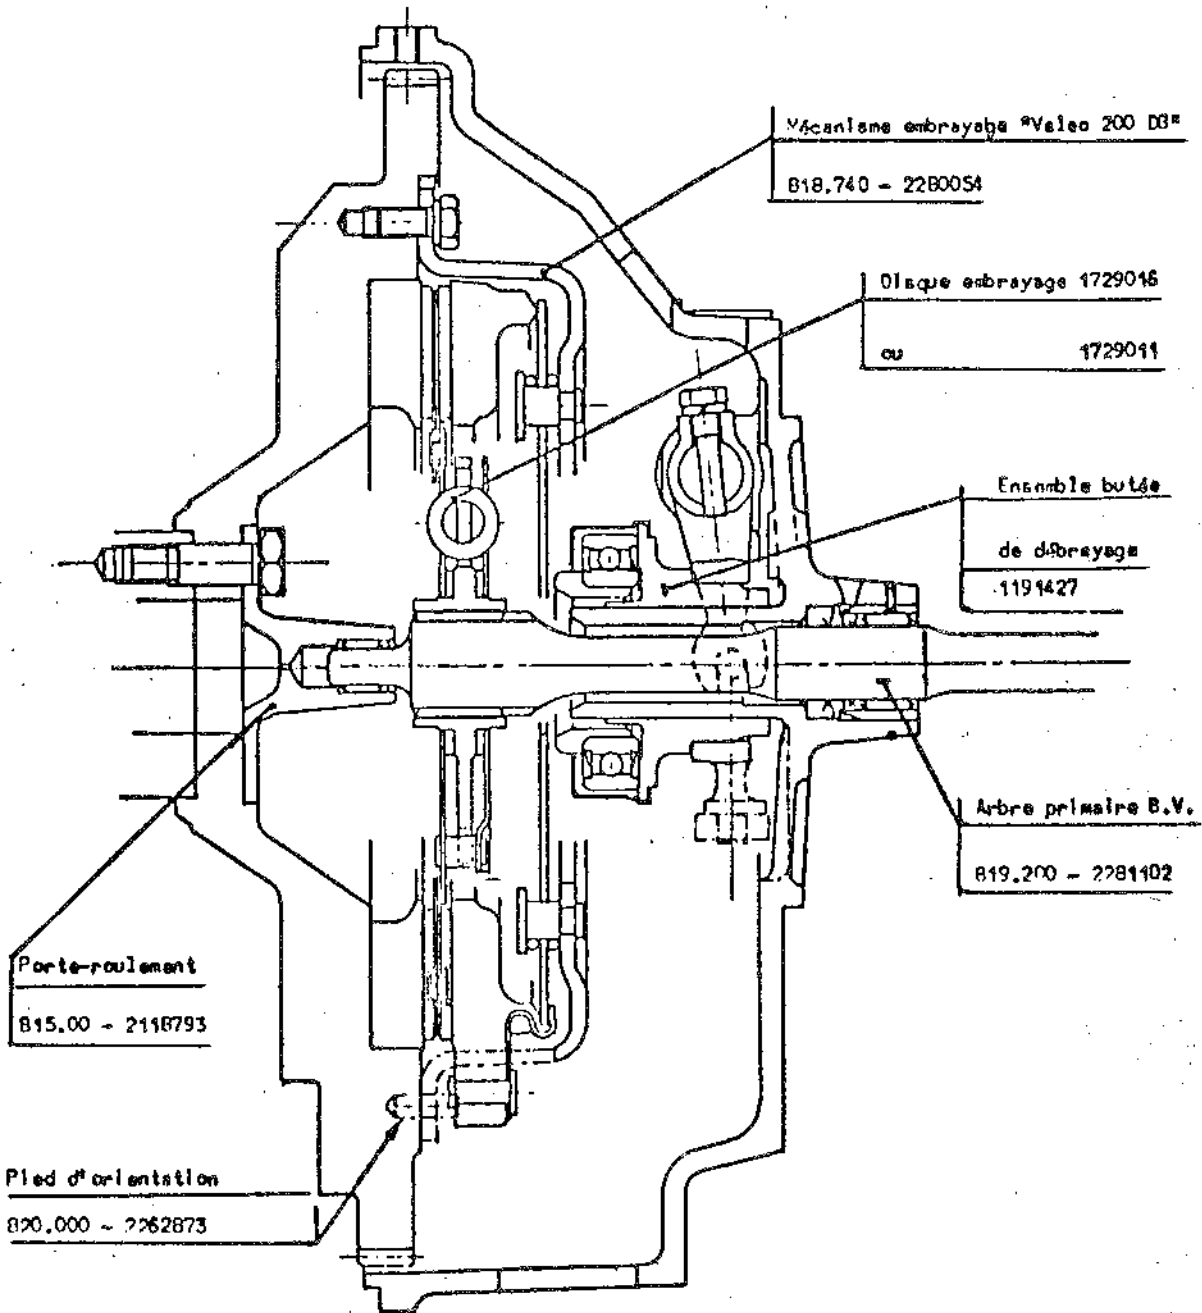 Mécanisme embrayage "Valeo 200 DB"
818.740 - 2280054
Disque embrayage 1729016
ou 1729011
Ensemble butée
de débrayage
1191427
Arbre primaire B.V.
819.200 - 2281102
Porte-roulement
815.00 - 2118793
Pied d'orientation
820.000 - 2262873